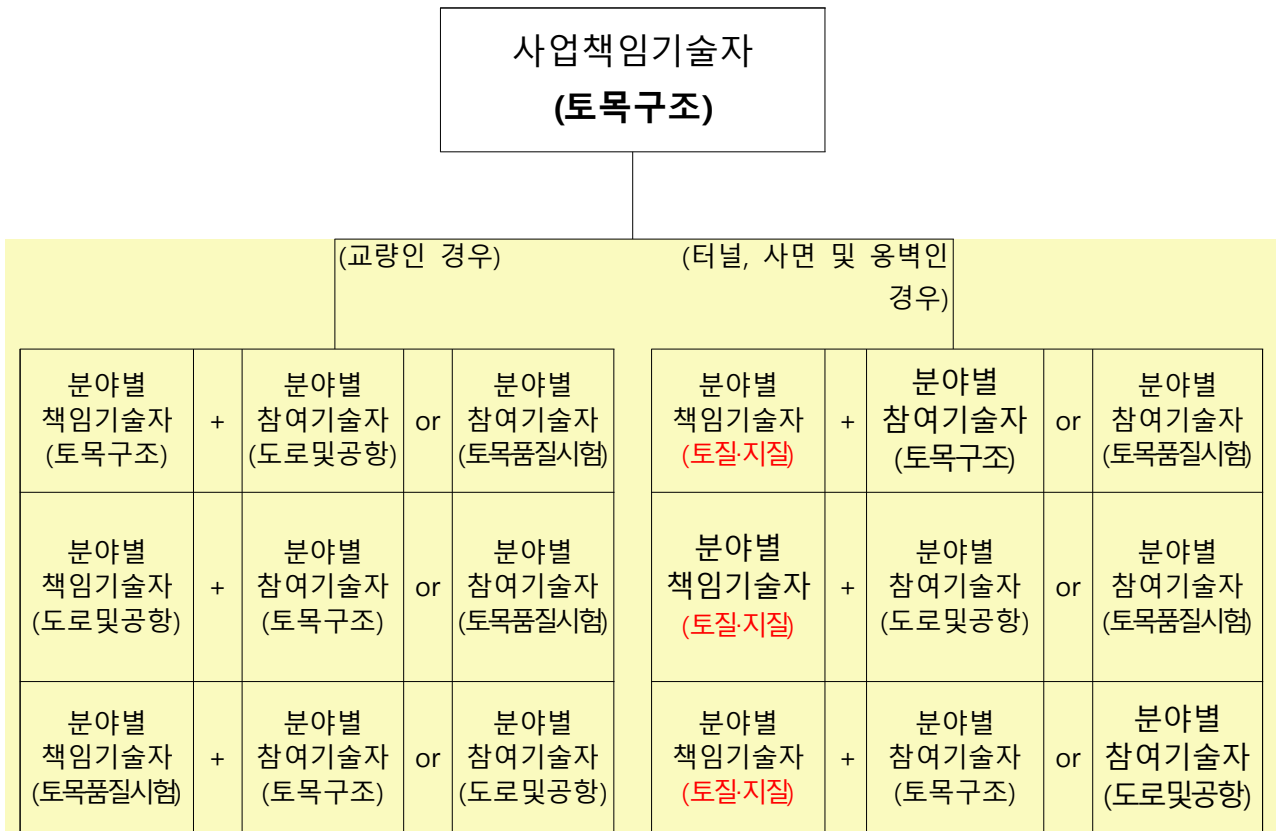 사업책임기술자
(토목구조)
(교량인 경우)
(터널, 사면 및 옹벽인
경우)
분야별
책임기술자
(토목구조)
+
분야별
참여기술자
(도로및공항)
or
분야별
참여기술자
(토목품질시험)
분야별
책임기술자
(도로및공항)
+
분야별
참여기술자
(토목구조)
or
분야별
참여기술자
(토목품질시험)
분야별
책임기술자
(토목품질시험)
+
분야별
참여기술자
(토목구조)
or
분야별
참여기술자
(도로및공항)
분야별
책임기술자
(토질·지질)
+
분야별
참여기술자
(토목구조)
or
분야별
참여기술자
(토목품질시험)
분야별
책임기술자
(토질·지질)
+
분야별
참여기술자
(도로및공항)
or
분야별
참여기술자
(토목품질시험)
분야별
책임기술자
(토질·지질)
+
분야별
참여기술자
(토목구조)
or
분야별
참여기술자
(도로및공항)